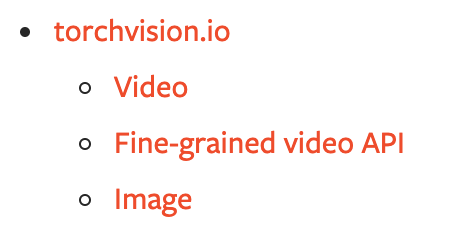 torchvision.io
Video
Fine-grained video API
Image